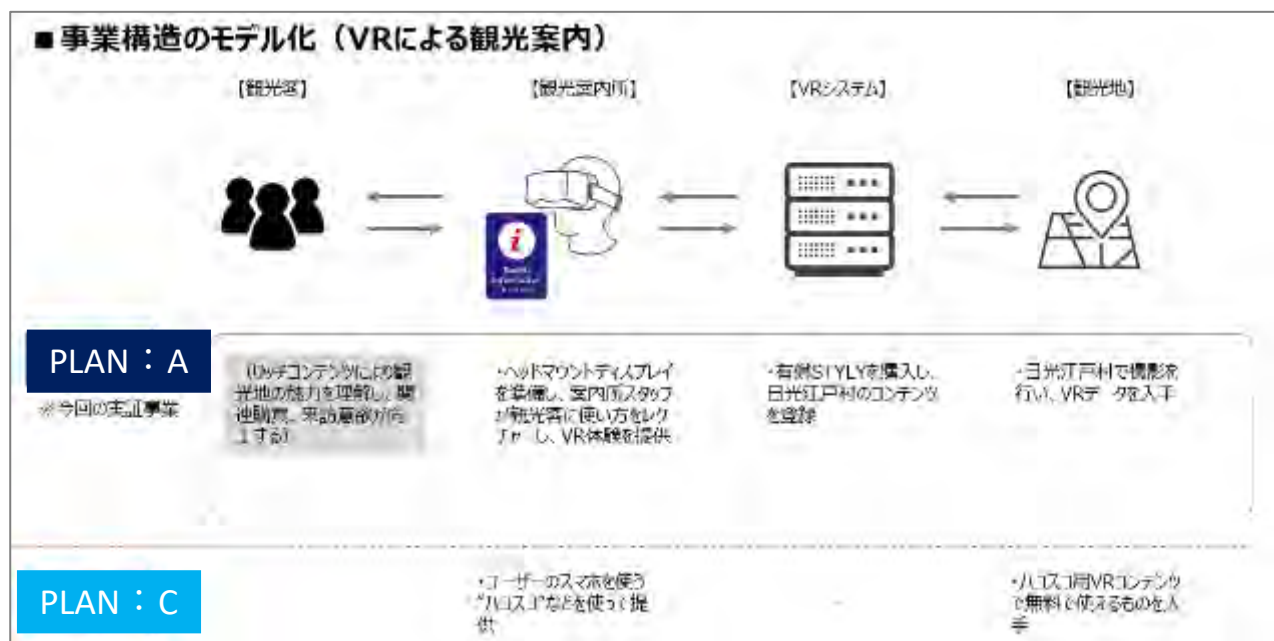 ■事業構造のモデル化（VRによる観光案内）
【観光客】
【観光案内所】
【VRシステム】
【観光地】
i
PLAN：A
※今回の実証事業
（リッチコンテンツにより観
光地の魅力を理解し、関
連購買、来訪意欲が向
上する）
・ヘッドマウントディスプレイ
を準備し、案内所スタッフ
が観光客に使い方をレク
チャーし、VR体験を提供
・有償STYLYを購入し、
日光江戸村のコンテンツ
を登録
・日光江戸村で撮影を
行い、VRデータを入手
PLAN：C
・ユーザーのスマホを使う
"ハコスコ"などを使って提
供
-
・ハコスコ用VRコンテンツ
で無料で使えるものを入
手